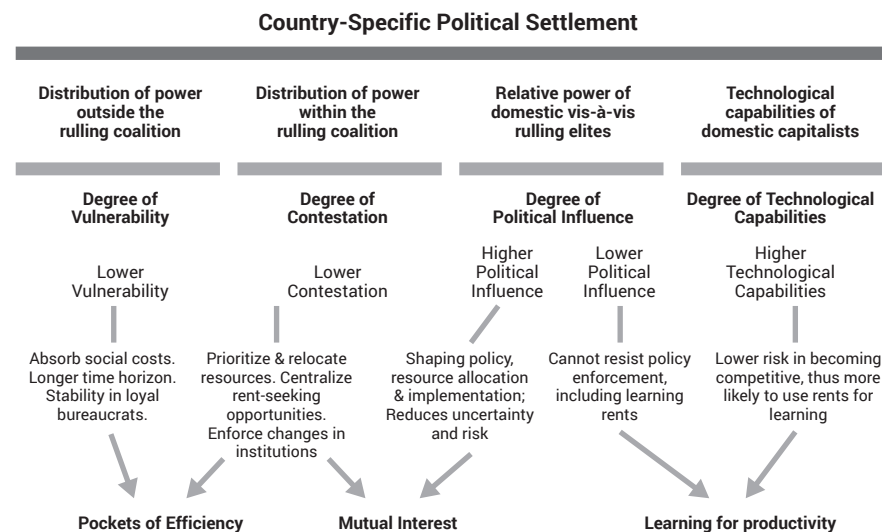 Country-Specific Political Settlement
Distribution of power
outside the
rulling coalition
Distribution of power
within the
rulling coalition
Relative power of
domestic vis-à-vis
rulling elites
Technological
capabilities of
domestic capitalists
Degree of
Vulnerability
Degree of
Contestation
Degree of
Political Influence
Degree of Technological
Capabilities
Lower
Vulnerability
Lower
Contestation
Higher
Political
Influence
Lower
Political
Influence
Higher
Technological
Capabilities
Absorb social costs.
Longer time horizon.
Stability in loyal
bureaucrats.
Prioritize & relocate
resources. Centralize
rent-seeking
opportunities.
Enforce changes in
institutions
Shaping policy,
resource allocation
& implementation;
Reduces uncertainty
and risk
Cannot resist policy
enforcement,
including learning
rents
Lower risk in becoming
competitive, thus more
likely to use rents for
learning
Pockets of Efficiency
Mutual Interest
Learning for productivity